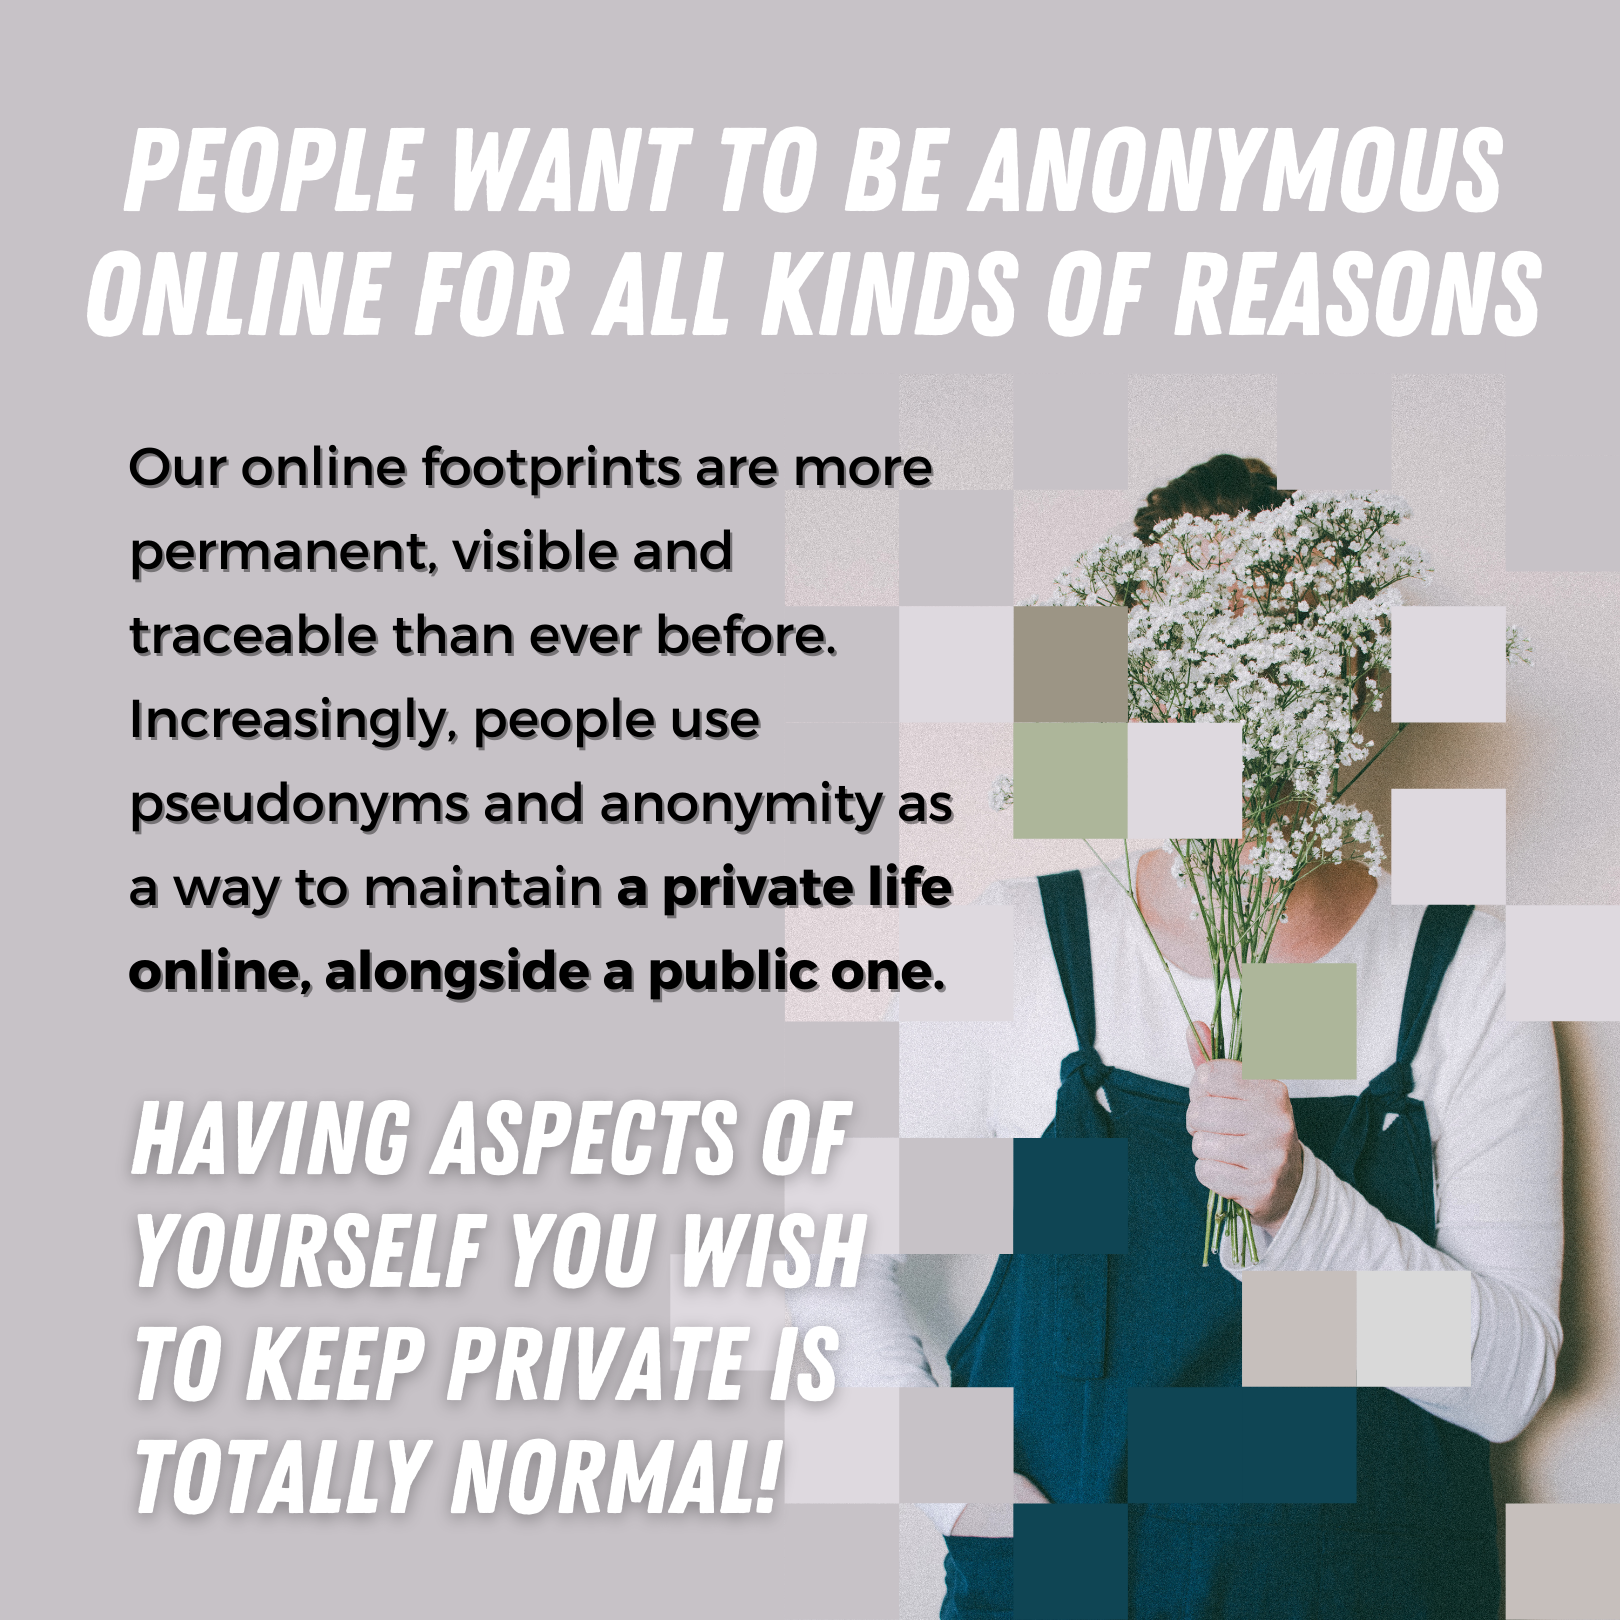 PEOPLE WANT TO BE ANONYMOUS
ONLINE FOR ALL KINDS OF REASONS
Our online footprints are more
permanent, visible and
traceable than ever before.
Increasingly, people use
pseudonyms and anonymity as
a way to maintain a private life
online, alongside a public one.
HAVING ASPECTS OF
YOURSELF YOU WISH
TO KEEP PRIVATE IS
TOTALLY NORMAL!